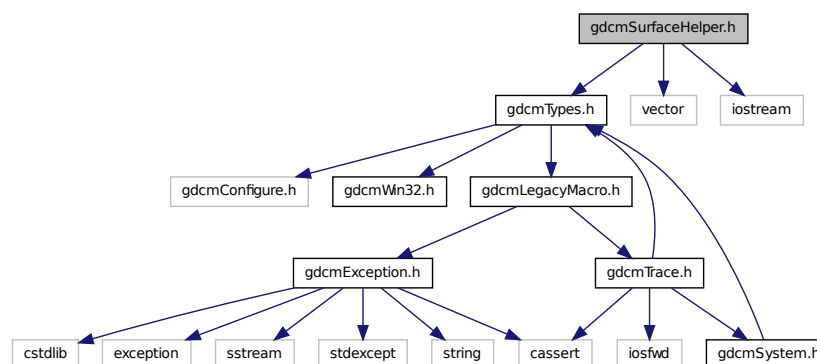 gdcmSurfaceHelper.h
gdcmTypes.h
vector
iostream
gdcmConfigure.h
gdcmWin32.h
gdcmLegacyMacro.h
gdcmException.h
gdcmTrace.h
cstdlib
exception
sstream
stdexcept
string
cassert
iosfwd
gdcmSystem.h